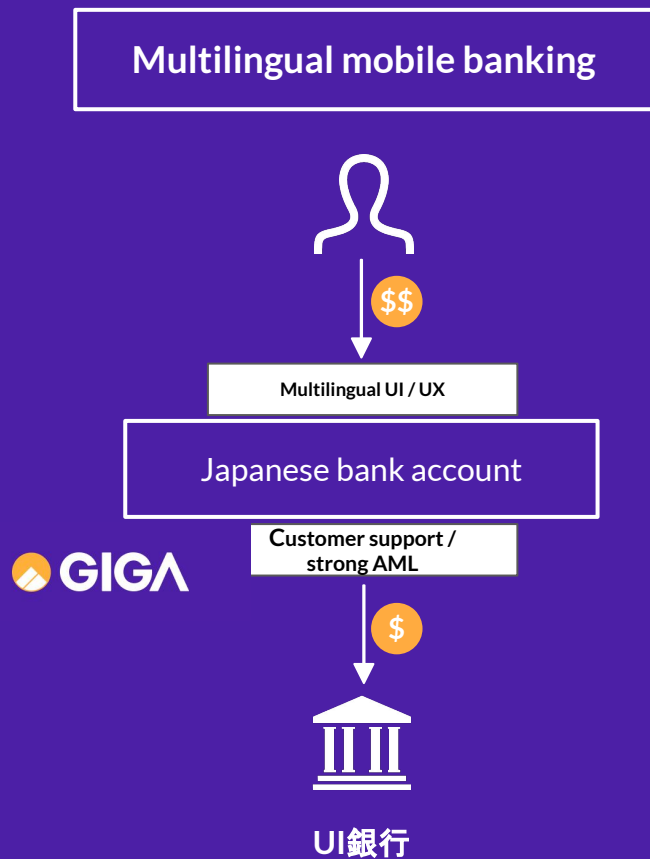 Multilingual mobile banking
$$
Multilingual UI / UX
Japanese bank account
Customer support /
strong AML
GIGA
$
UI銀行